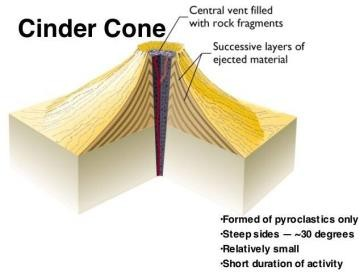 Central vent filled
with rock fragments
Cinder Cone
Successive layers of
ejected material
•Formed of pyroclastics only
•Steep sides — ~30 degrees
•Relatively small
•Short duration of activity